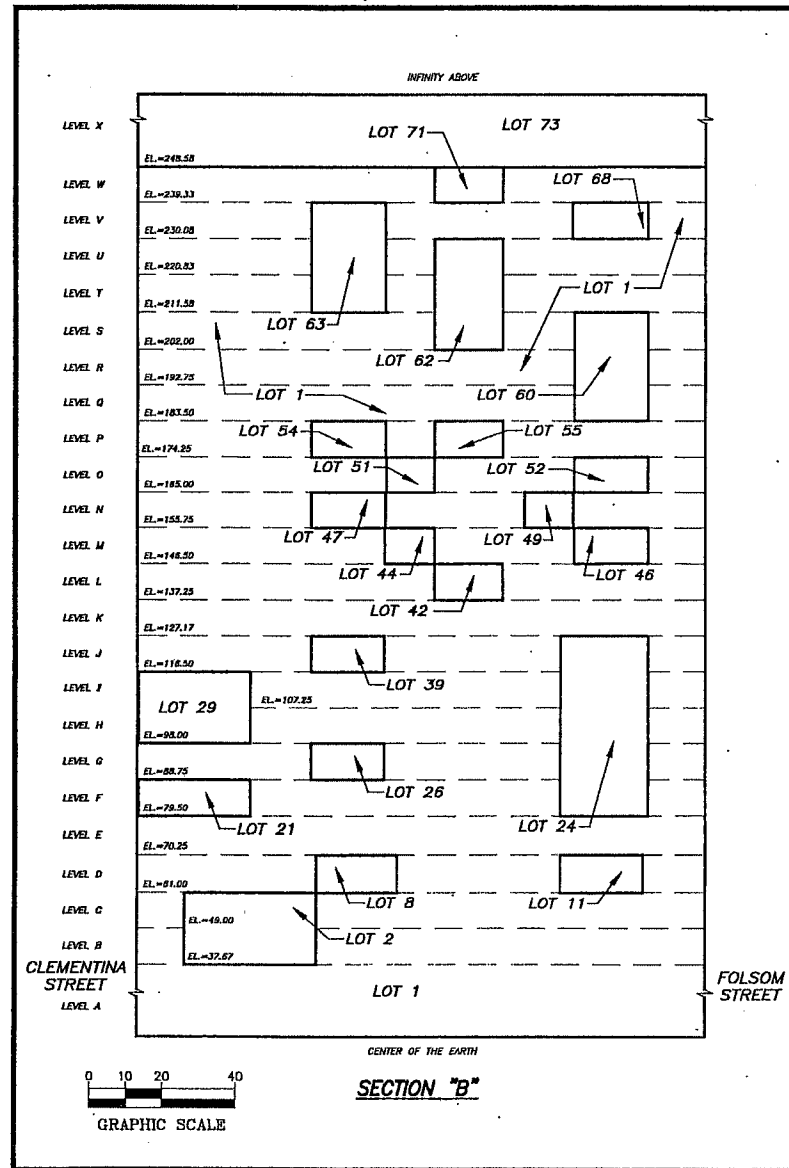 INFINITY ABOVE
LEVEL X
LOT 71
LOT 73
EL.=248.58
LEVEL W
LOT 68
EL.=239.33
LEVEL V
EL.=230.08
LEVEL U
EL.=220.83
LEVEL T
LOT 1
EL.=211.58
LOT 63
LEVEL S
EL.=202.00
LOT 62
LEVEL R
EL.=192.75
LOT 1
LOT 60
LEVEL Q
EL.=183.50
LOT 54
LOT 55
LEVEL P
EL.=174.25
LOT 51
LOT 52
LEVEL O
EL.=165.00
LEVEL N
EL.=155.75
LOT 47
LOT 49
LEVEL M
EL.=146.50
LOT 44
LOT 46
LEVEL L
EL.=137.25
LOT 42
LEVEL K
EL.=127.17
LEVEL J
EL.=116.50
LOT 39
LEVEL I
LOT 29
EL.=107.25
LEVEL H
EL.=98.00
LEVEL G
EL.=88.75
LOT 26
LEVEL F
EL.=79.50
LOT 21
LOT 24
LEVEL E
EL.=70.25
LEVEL D
EL.=61.00
LOT 8
LOT 11
LEVEL C
EL.=49.00
LOT 2
LEVEL B
EL.=37.67
CLEMENTINA
STREET
LOT 1
FOLSOM
STREET
LEVEL A
CENTER OF THE EARTH
0 10 20 40
GRAPHIC SCALE
SECTION "B"